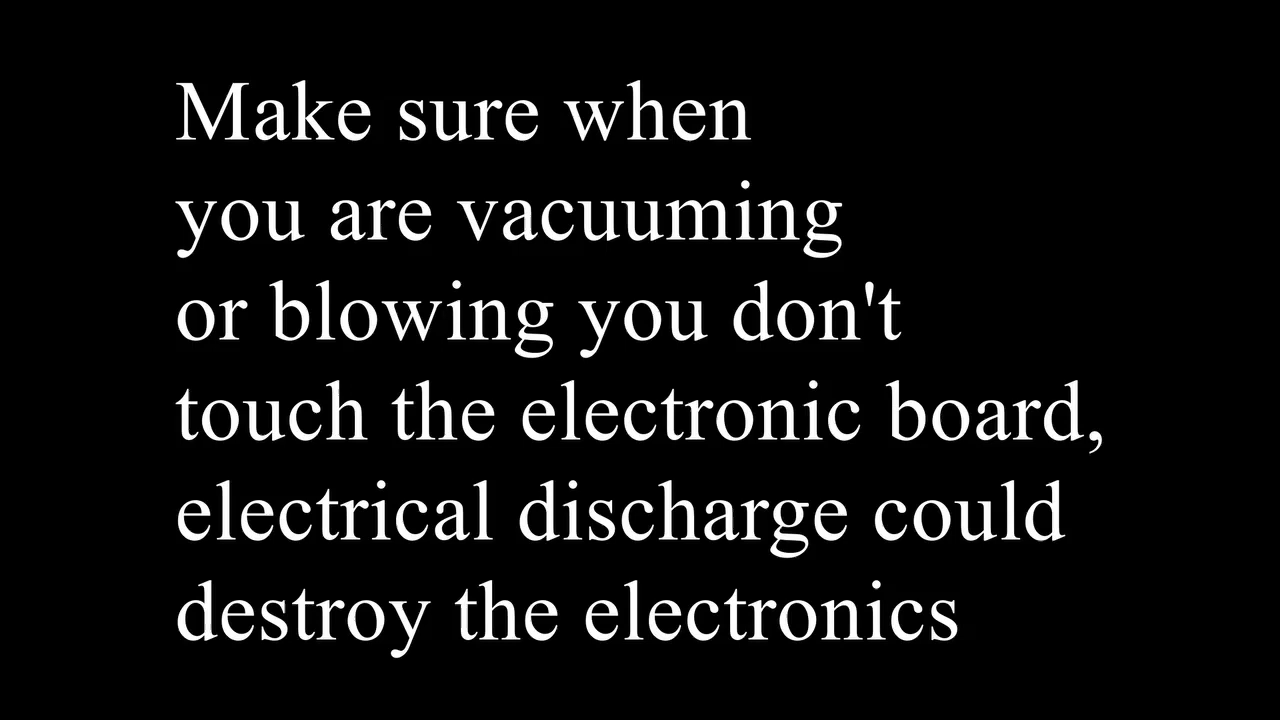 Make sure when
you are vacuuming
or blowing you don't
touch the electronic board,
electrical discharge could
destroy the electronics